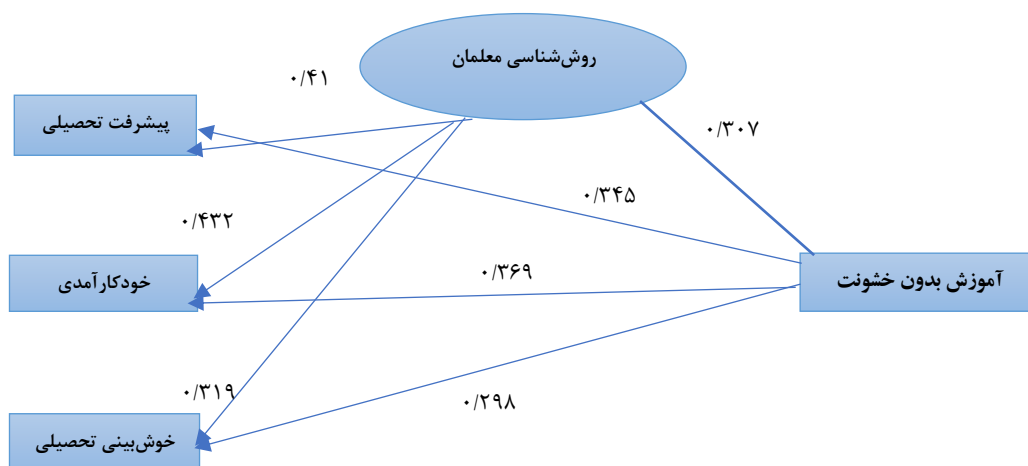 روش‌شناسی معلمان
۰/۴۱
پیشرفت تحصیلی
۰/۳۰۷
۰/۳۴۵
۰/۴۳۲
۰/۳۶۹
آموزش بدون خشونت
خودکارآمدی
۰/۳۱۹
۰/۲۹۸
خوش‌بینی تحصیلی